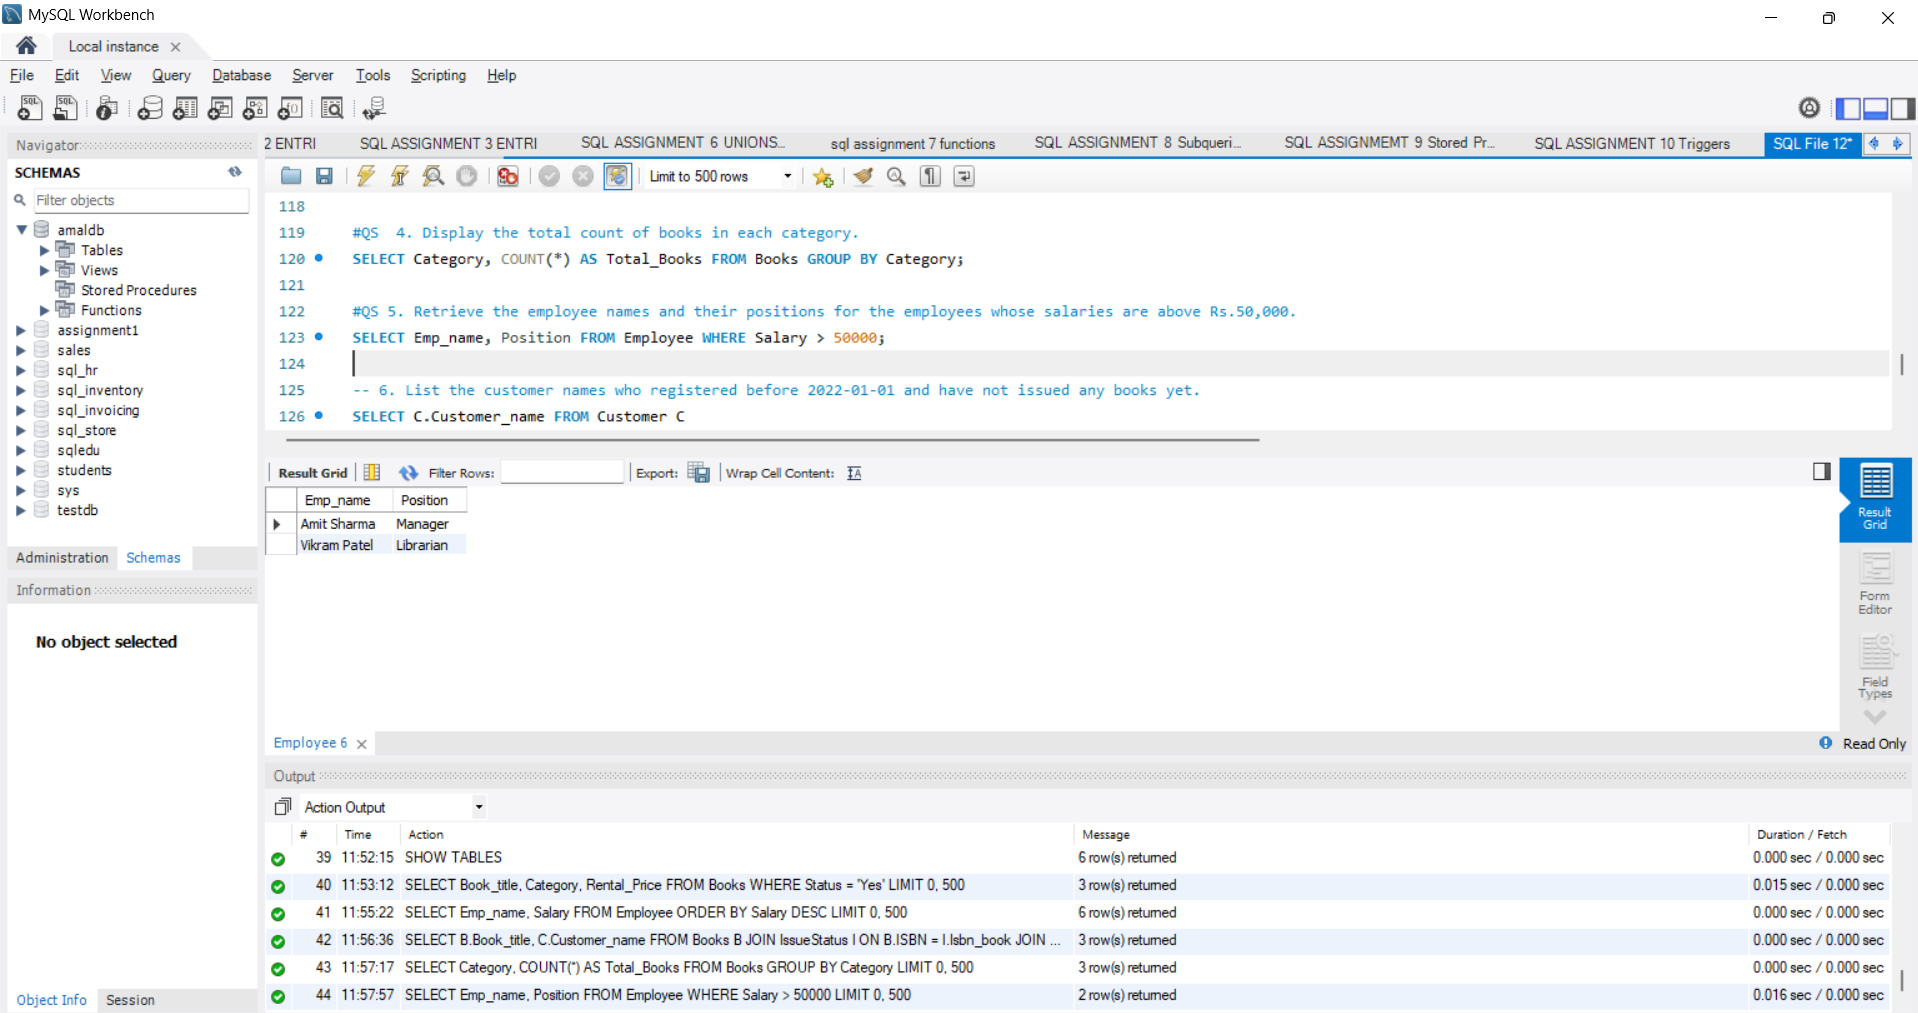 MySQL Workbench
Local instance
File Edit View Query Database Server Tools Scripting Help
Navigator
SCHEMAS
Filter objects
amaldb
Tables
Views
Stored Procedures
Functions
assignment1
sales
sql_hr
sql_inventory
sql_invoicing
sql_store
sqledu
students
sys
testdb
Administration Schemas
Information
No object selected
Object Info Session
2 ENTRI SQL ASSIGNMENT 3 ENTRI SQL ASSIGNMENT 6 UNIONS... sql assignment 7 functions SQL ASSIGNMENT 8 Subqueri... SQL ASSIGNMEMT 9 Stored Pr... SQL ASSIGNMENT 10 Triggers SQL File 12*
Limit to 500 rows
118
119 #QS 4. Display the total count of books in each category.
120 SELECT Category, COUNT(*) AS Total_Books FROM Books GROUP BY Category;
121
122 #QS 5. Retrieve the employee names and their positions for the employees whose salaries are above Rs.50,000.
123 SELECT Emp_name, Position FROM Employee WHERE Salary > 50000;
124
125 -- 6. List the customer names who registered before 2022-01-01 and have not issued any books yet.
126 SELECT C.Customer_name FROM Customer C
Result Grid Filter Rows: Export: Wrap Cell Content:
Emp_name Position
Amit Sharma Manager
Vikram Patel Librarian
Result Grid
Form Editor
Field Types
Employee 6
Read Only
Output
Action Output
# Time Action Message Duration / Fetch
39 11:52:15 SHOW TABLES 6 row(s) returned 0.000 sec / 0.000 sec
40 11:53:12 SELECT Book_title, Category, Rental_Price FROM Books WHERE Status = 'Yes' LIMIT 0, 500 3 row(s) returned 0.015 sec / 0.000 sec
41 11:55:22 SELECT Emp_name, Salary FROM Employee ORDER BY Salary DESC LIMIT 0, 500 6 row(s) returned 0.000 sec / 0.000 sec
42 11:56:36 SELECT B.Book_title, C.Customer_name FROM Books B JOIN IssueStatus I ON B.ISBN = I.Isbn_book JOIN ... 3 row(s) returned 0.000 sec / 0.000 sec
43 11:57:17 SELECT Category, COUNT(*) AS Total_Books FROM Books GROUP BY Category LIMIT 0, 500 3 row(s) returned 0.000 sec / 0.000 sec
44 11:57:57 SELECT Emp_name, Position FROM Employee WHERE Salary > 50000 LIMIT 0, 500 2 row(s) returned 0.016 sec / 0.000 sec